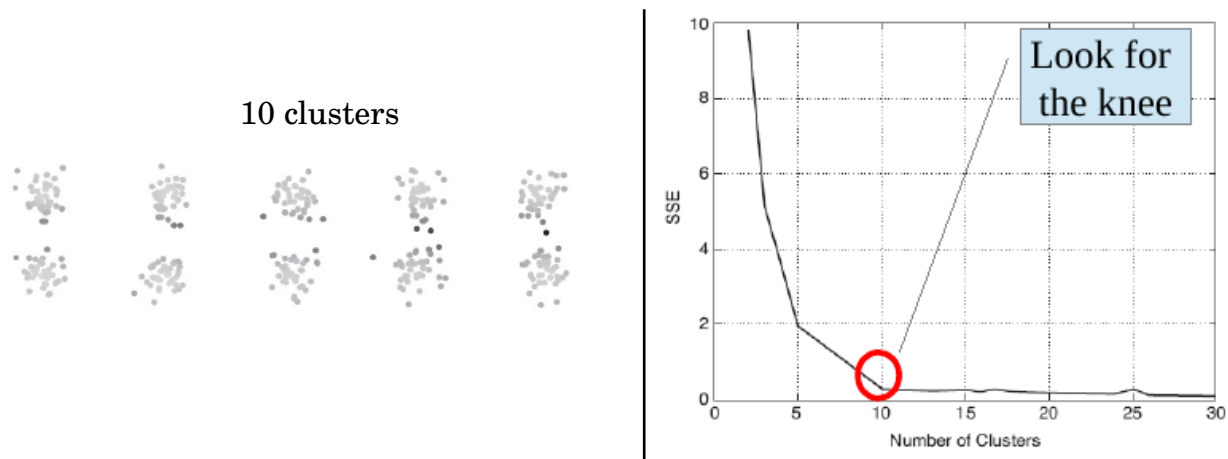 10 clusters
Look for
the knee
10
8
6
4
2
0
SSE
0 5 10 15 20 25 30
Number of Clusters